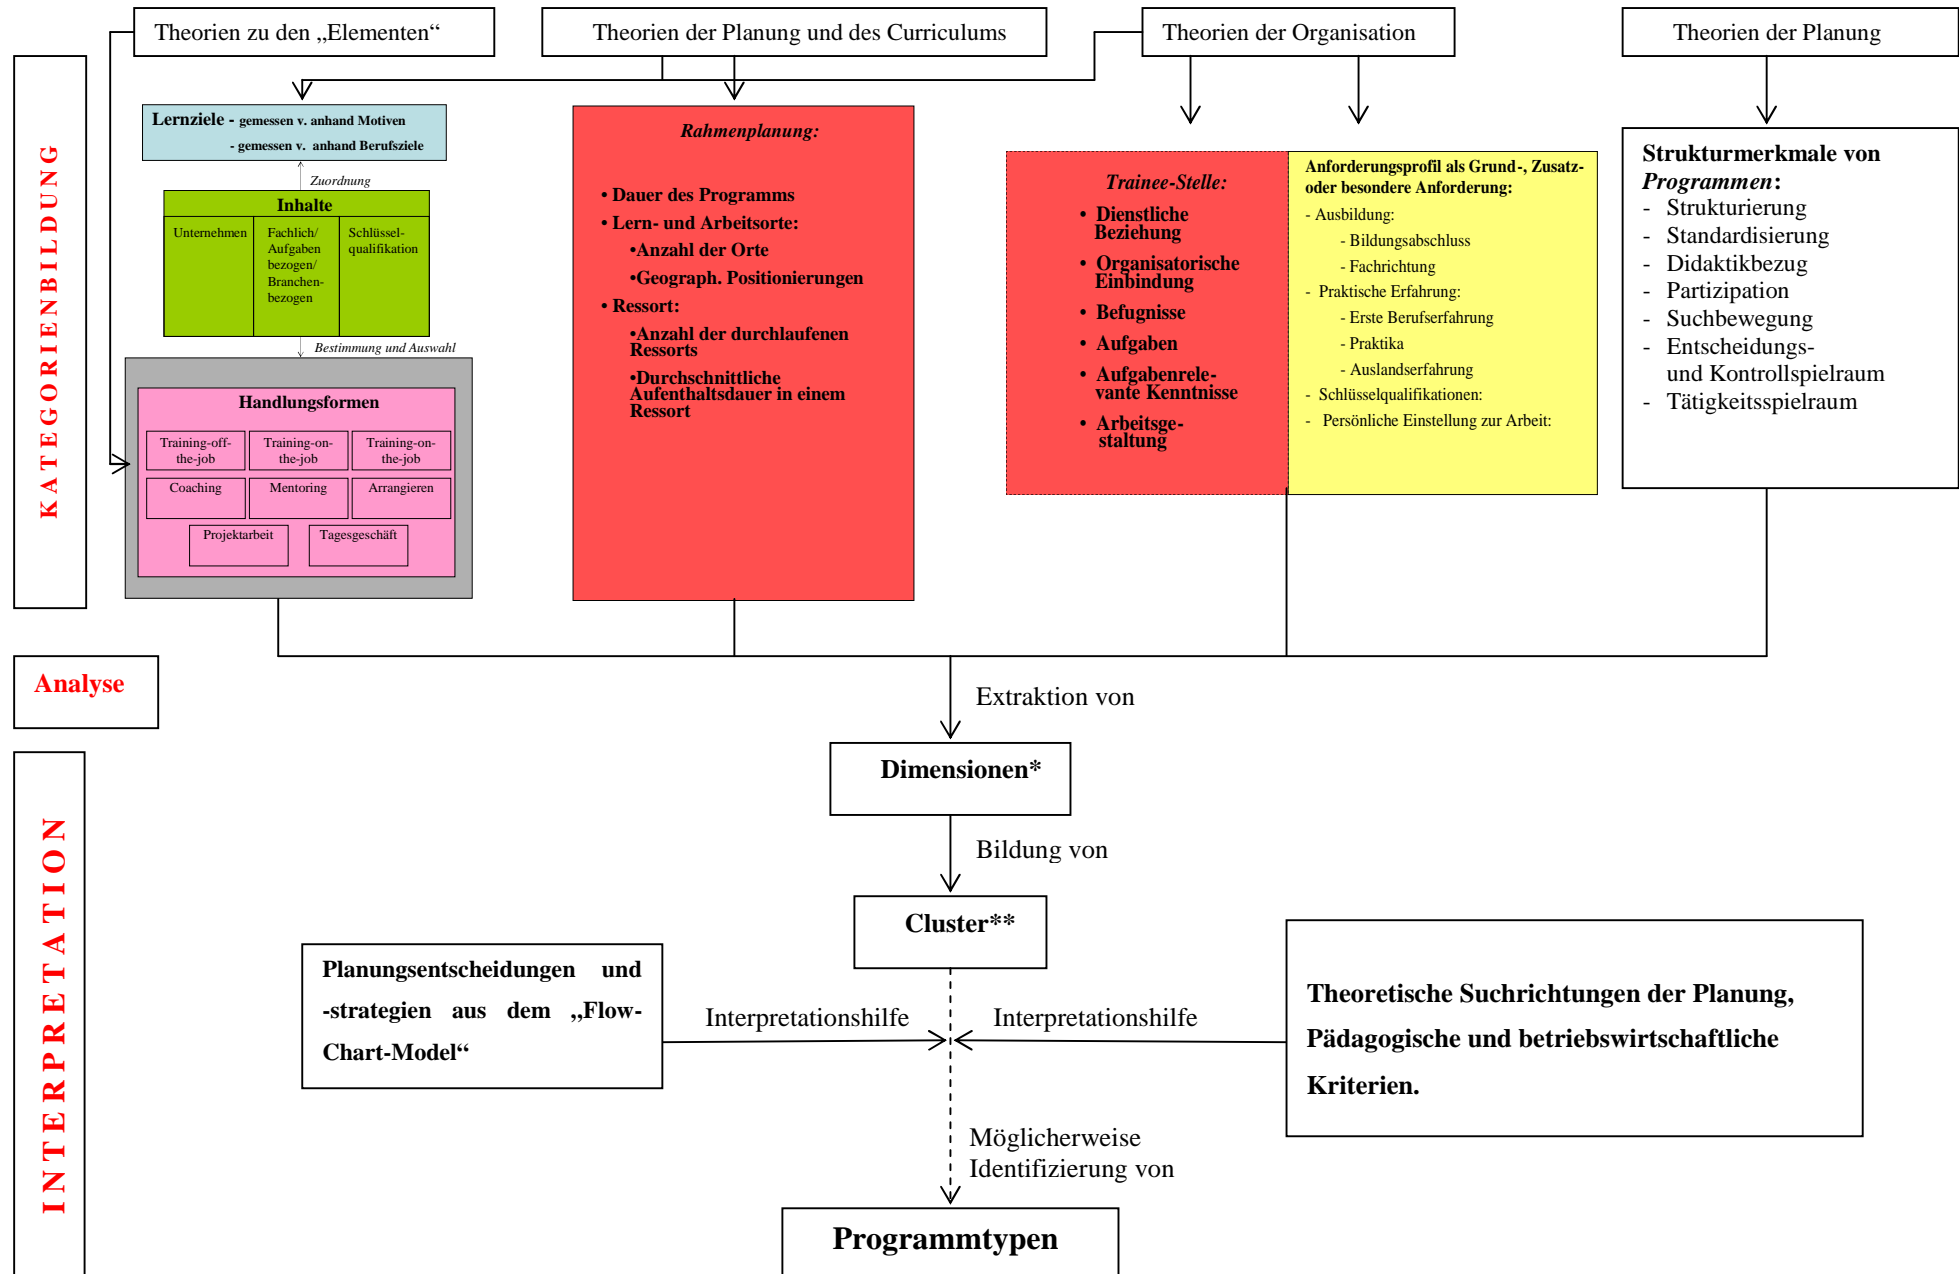 Theorien zu den „Elementen“
Theorien der Planung und des Curriculums
Theorien der Organisation
Theorien der Planung
KATEGORIENBILDUNG
Lernziele - gemessen v. anhand Motiven
- gemessen v. anhand Berufsziele
Zuordnung
Inhalte
Unternehmen
Fachlich/
Aufgaben
bezogen/
Branchen-
bezogen
Schlüssel-
qualifikation
Bestimmung und Auswahl
Handlungsformen
Training-off-
the-job
Training-on-
the-job
Training-on-
the-job
Coaching
Mentoring
Arrangieren
Projektarbeit
Tagesgeschäft
Rahmenplanung:
• Dauer des Programms
• Lern- und Arbeitsorte:
•Anzahl der Orte
•Geograph. Positionierungen
• Ressort:
•Anzahl der durchlaufenen
Ressorts
•Durchschnittliche
Aufenthaltsdauer in einem
Ressort
Trainee-Stelle:
• Dienstliche
Beziehung
• Organisatorische
Einbindung
• Befugnisse
• Aufgaben
• Aufgabenrele-
vante Kenntnisse
• Arbeitsge-
staltung
Anforderungsprofil als Grund-, Zusatz-
oder besondere Anforderung:
- Ausbildung:
- Bildungsabschluss
- Fachrichtung
- Praktische Erfahrung:
- Erste Berufserfahrung
- Praktika
- Auslandserfahrung
- Schlüsselqualifikationen:
- Persönliche Einstellung zur Arbeit:
Strukturmerkmale von
Programmen:
- Strukturierung
- Standardisierung
- Didaktikbezug
- Partizipation
- Suchbewegung
- Entscheidungs-
und Kontrollspielraum
- Tätigkeitsspielraum
Analyse
Extraktion von
Dimensionen*
Bildung von
INTERPRETATION
Cluster**
Planungsentscheidungen und
-strategien aus dem „Flow-
Chart-Model“
Interpretationshilfe
Interpretationshilfe
Theoretische Suchrichtungen der Planung,
Pädagogische und betriebswirtschaftliche
Kriterien.
Möglicherweise
Identifizierung von
Programmtypen